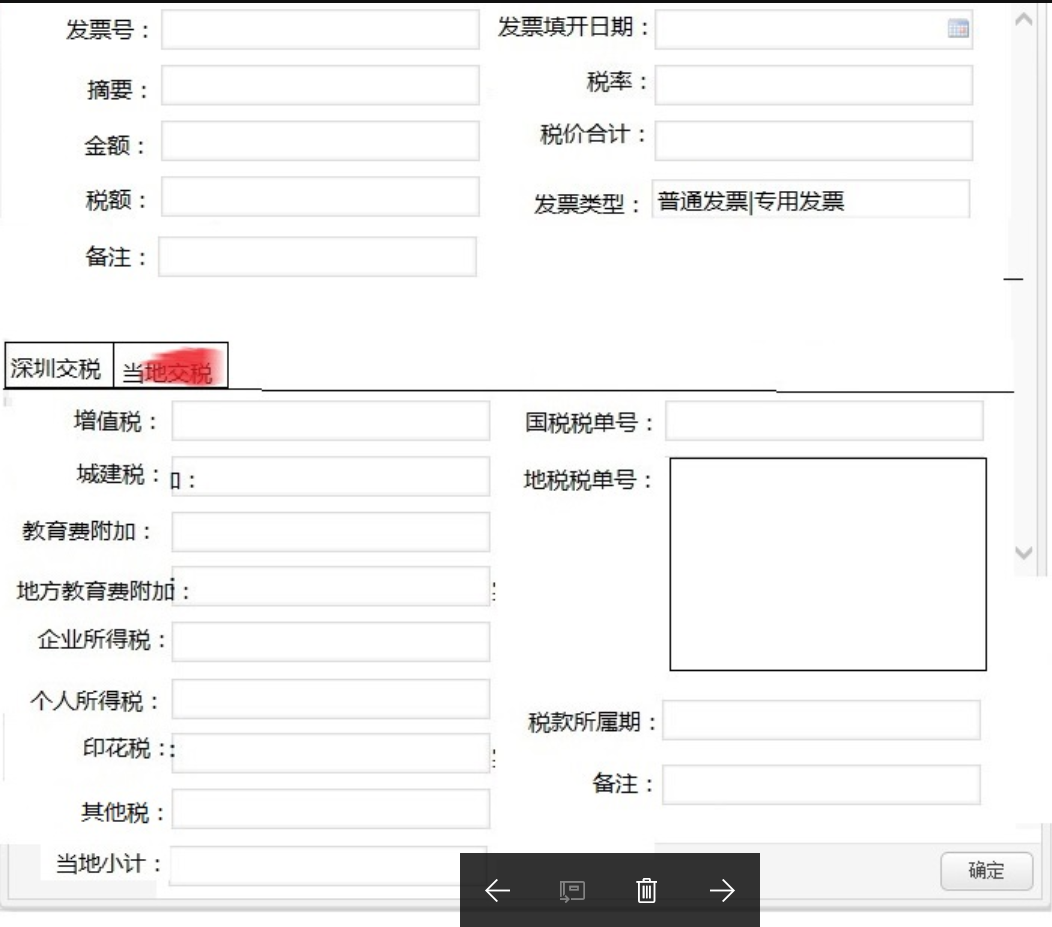 发票号： 发票填开日期：
摘要： 税率：
金额： 税价合计：
税额： 发票类型： 普通发票|专用发票
备注：
深圳交税 当地交税
增值税： 国税税单号：
城建税： 地税税单号：
教育费附加：
地方教育费附加：
企业所得税：
个人所得税：
税款所属期：
印花税：:
备注：
其他税：
当地小计：
确定